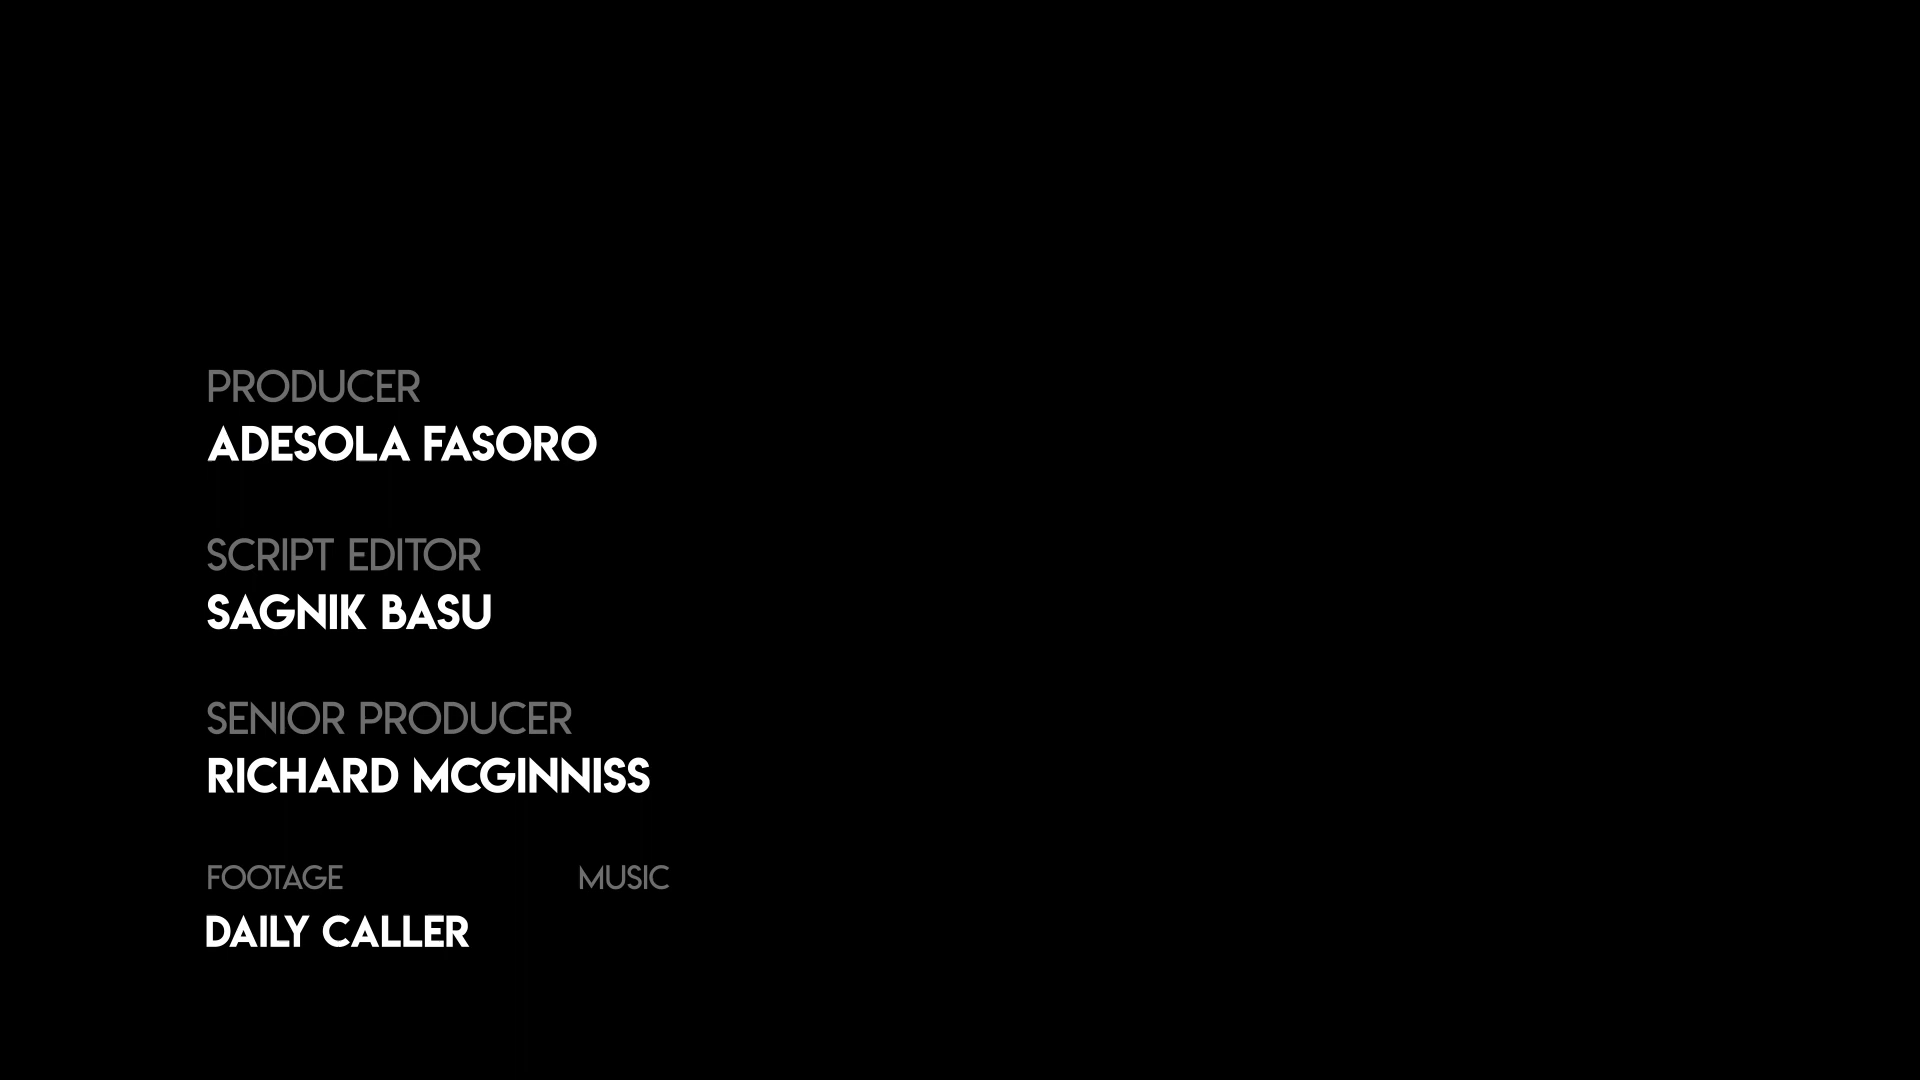 PRODUCER
ADESOLA FASORO
SCRIPT EDITOR
SAGNIK BASU
SENIOR PRODUCER
RICHARD MCGINNISS
FOOTAGE
DAILY CALLER
MUSIC